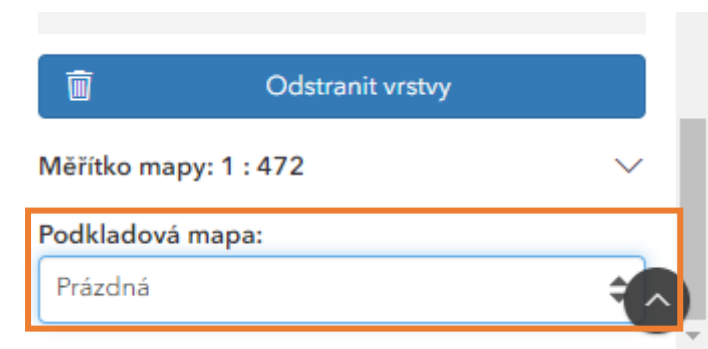 Odstranit vrstvy
Měřítko mapy: 1 : 472
Podkladová mapa:
Prázdná